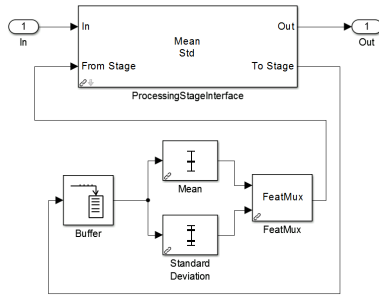 1
In
In
From Stage
Mean
Std
Out
To Stage
1
Out
ProcessingStageInterface
Buffer
Mean
Standard
Deviation
FeatMux
FeatMux